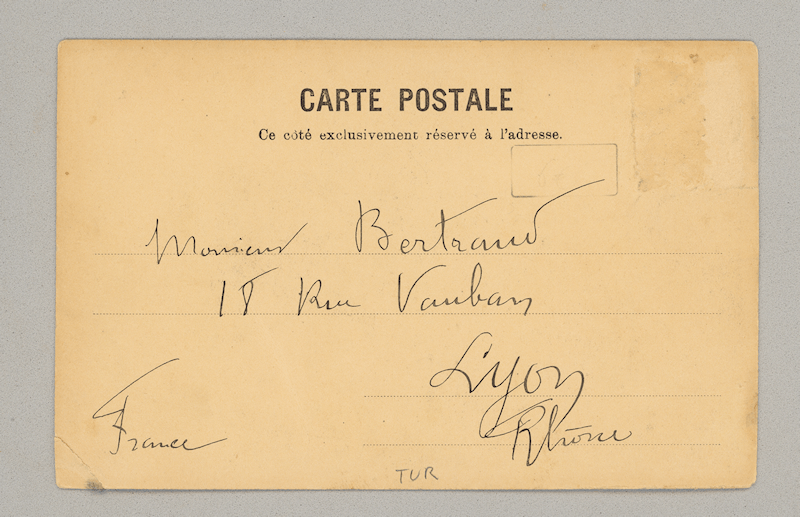 CARTE POSTALE
Ce côté exclusivement réservé à l'adresse.
Monsieur Bertrand
18 Rue Vauban
Lyon
Rhône
France
TUR